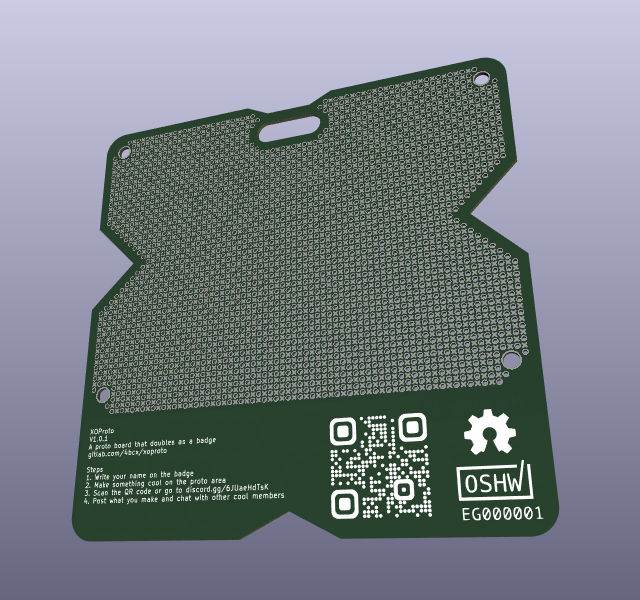 XOProto
V1.0.1
A proto board that doubles as a badge
gitlab.com/4bcx/xoproto
Steps
1. Write your name on the badge
2. Make something cool on the proto area
3. Scan the QR code or go to discord.gg/6JUaeHdTsK
4. Post what you make and chat with other cool members
OSHW
EG000001